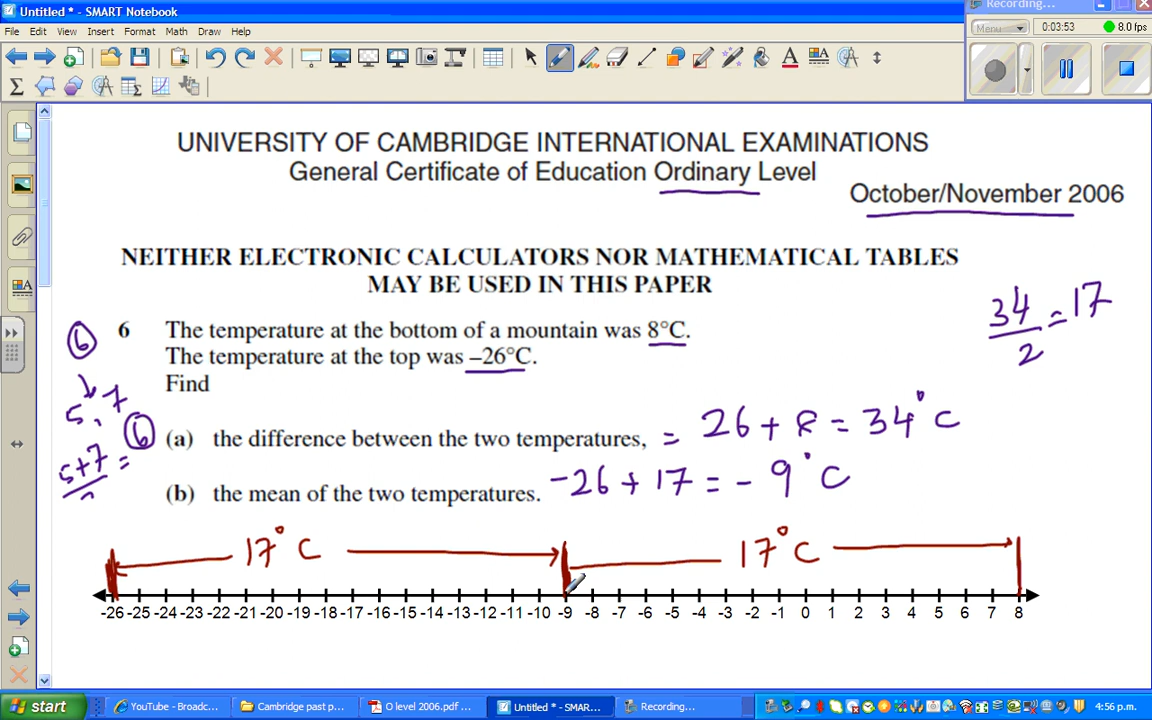 Untitled * - SMART Notebook
Recording...
File Edit View Insert Format Math Draw Help
Menu 0:03:53 8.0 fps
UNIVERSITY OF CAMBRIDGE INTERNATIONAL EXAMINATIONS
General Certificate of Education Ordinary Level
October/November 2006
NEITHER ELECTRONIC CALCULATORS NOR MATHEMATICAL TABLES
MAY BE USED IN THIS PAPER
34/2 = 17
6 6 The temperature at the bottom of a mountain was 8°C.
The temperature at the top was –26°C.
Find
5, 7
(a) the difference between the two temperatures, = 26 + 8 = 34°C
5+7 = 6
(b) the mean of the two temperatures. -26 + 17 = -9°C
17°C 17°C
-26 -25 -24 -23 -22 -21 -20 -19 -18 -17 -16 -15 -14 -13 -12 -11 -10 -9 -8 -7 -6 -5 -4 -3 -2 -1 0 1 2 3 4 5 6 7 8
start YouTube - Broadc... Cambridge past p... O level 2006.pdf ... Untitled * - SMAR... Recording... 4:56 p.m.